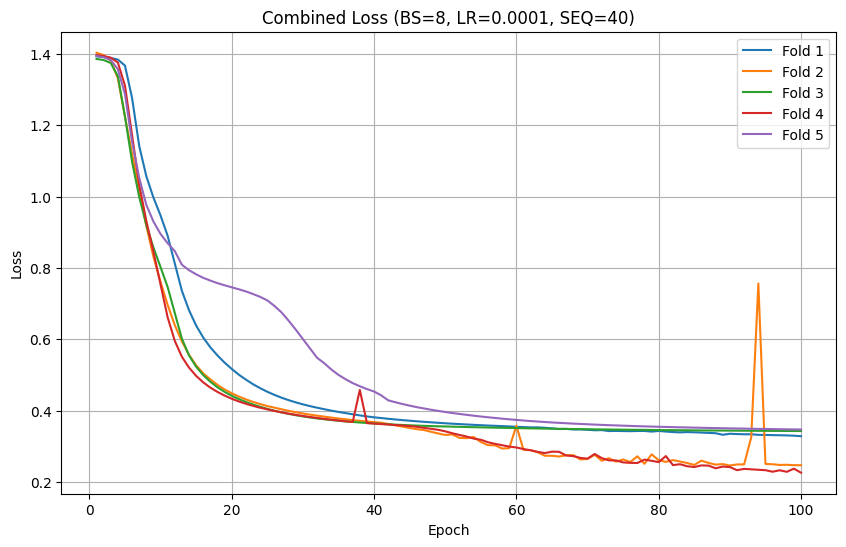 Combined Loss (BS=8, LR=0.0001, SEQ=40)
Fold 1
Fold 2
Fold 3
Fold 4
Fold 5
1.4
1.2
1.0
0.8
0.6
0.4
0.2
Loss
0 20 40 60 80 100
Epoch